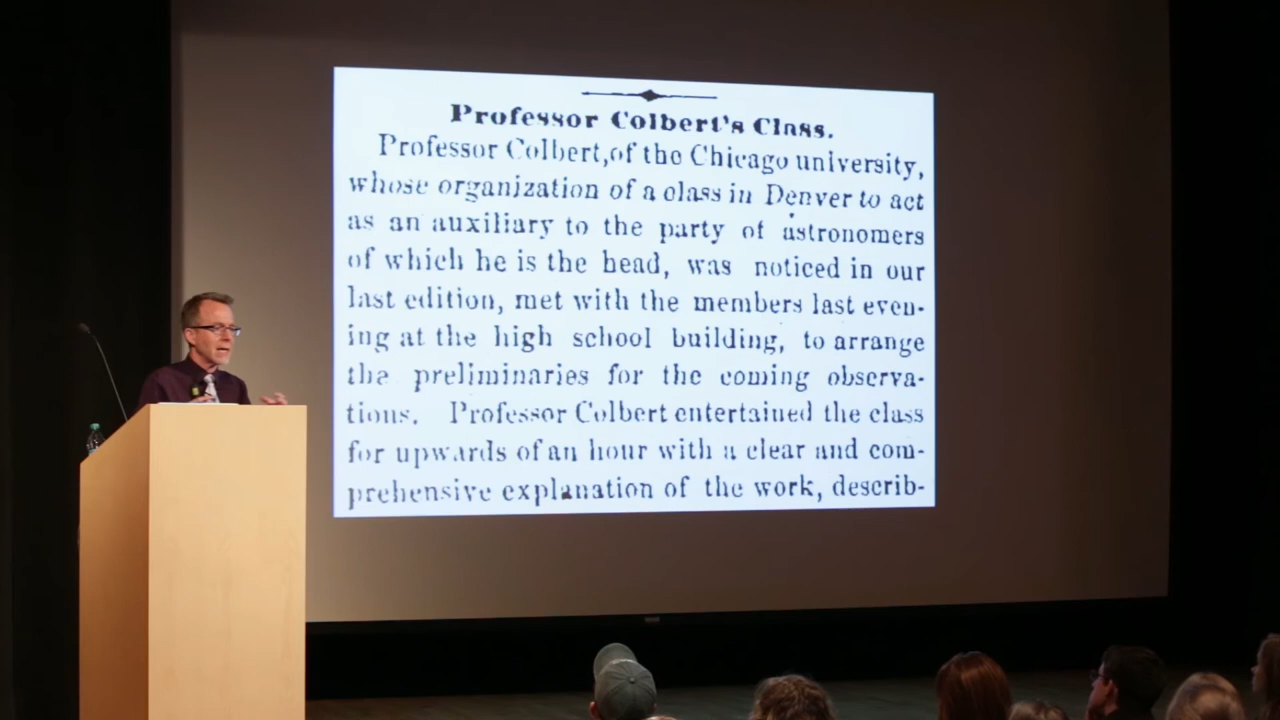 Professor Colbert's Class.
Professor Colbert, of the Chicago university,
whose organization of a class in Denver to act
as an auxiliary to the party of astronomers
of which he is the head, was noticed in our
last edition, met with the members last even-
ing at the high school building, to arrange
the preliminaries for the coming observa-
tions. Professor Colbert entertained the class
for upwards of an hour with a clear and com-
prehensive explanation of the work, describ-